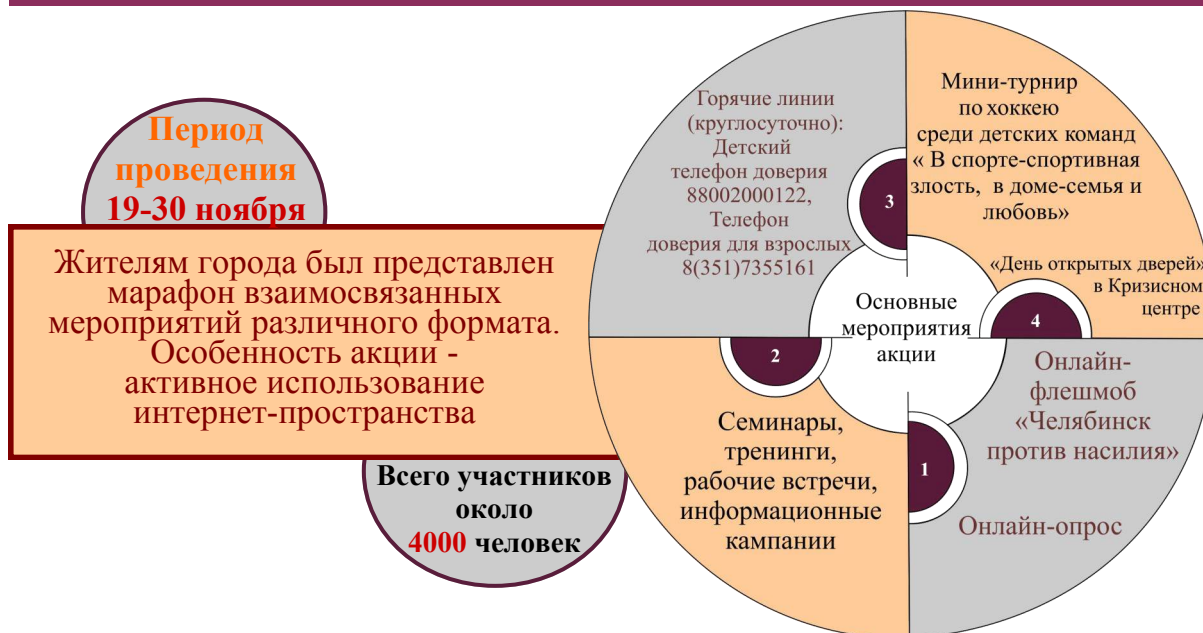 Период
проведения
19-30 ноября
Жителям города был представлен
марафон взаимосвязанных
мероприятий различного формата.
Особенность акции -
активное использование
интернет-пространства
Всего участников
около
4000 человек
Горячие линии
(круглосуточно):
Детский
телефон доверия
88002000122,
Телефон
доверия для взрослых
8(351)7355161
3
Мини-турнир
по хоккею
среди детских команд
« В спорте-спортивная
злость, в доме-семья и
любовь»
«День открытых дверей»
в Кризисном
центре
4
Основные
мероприятия
акции
2
Семинары,
тренинги,
рабочие встречи,
информационные
кампании
1
Онлайн-
флешмоб
«Челябинск
против насилия»
Онлайн-опрос